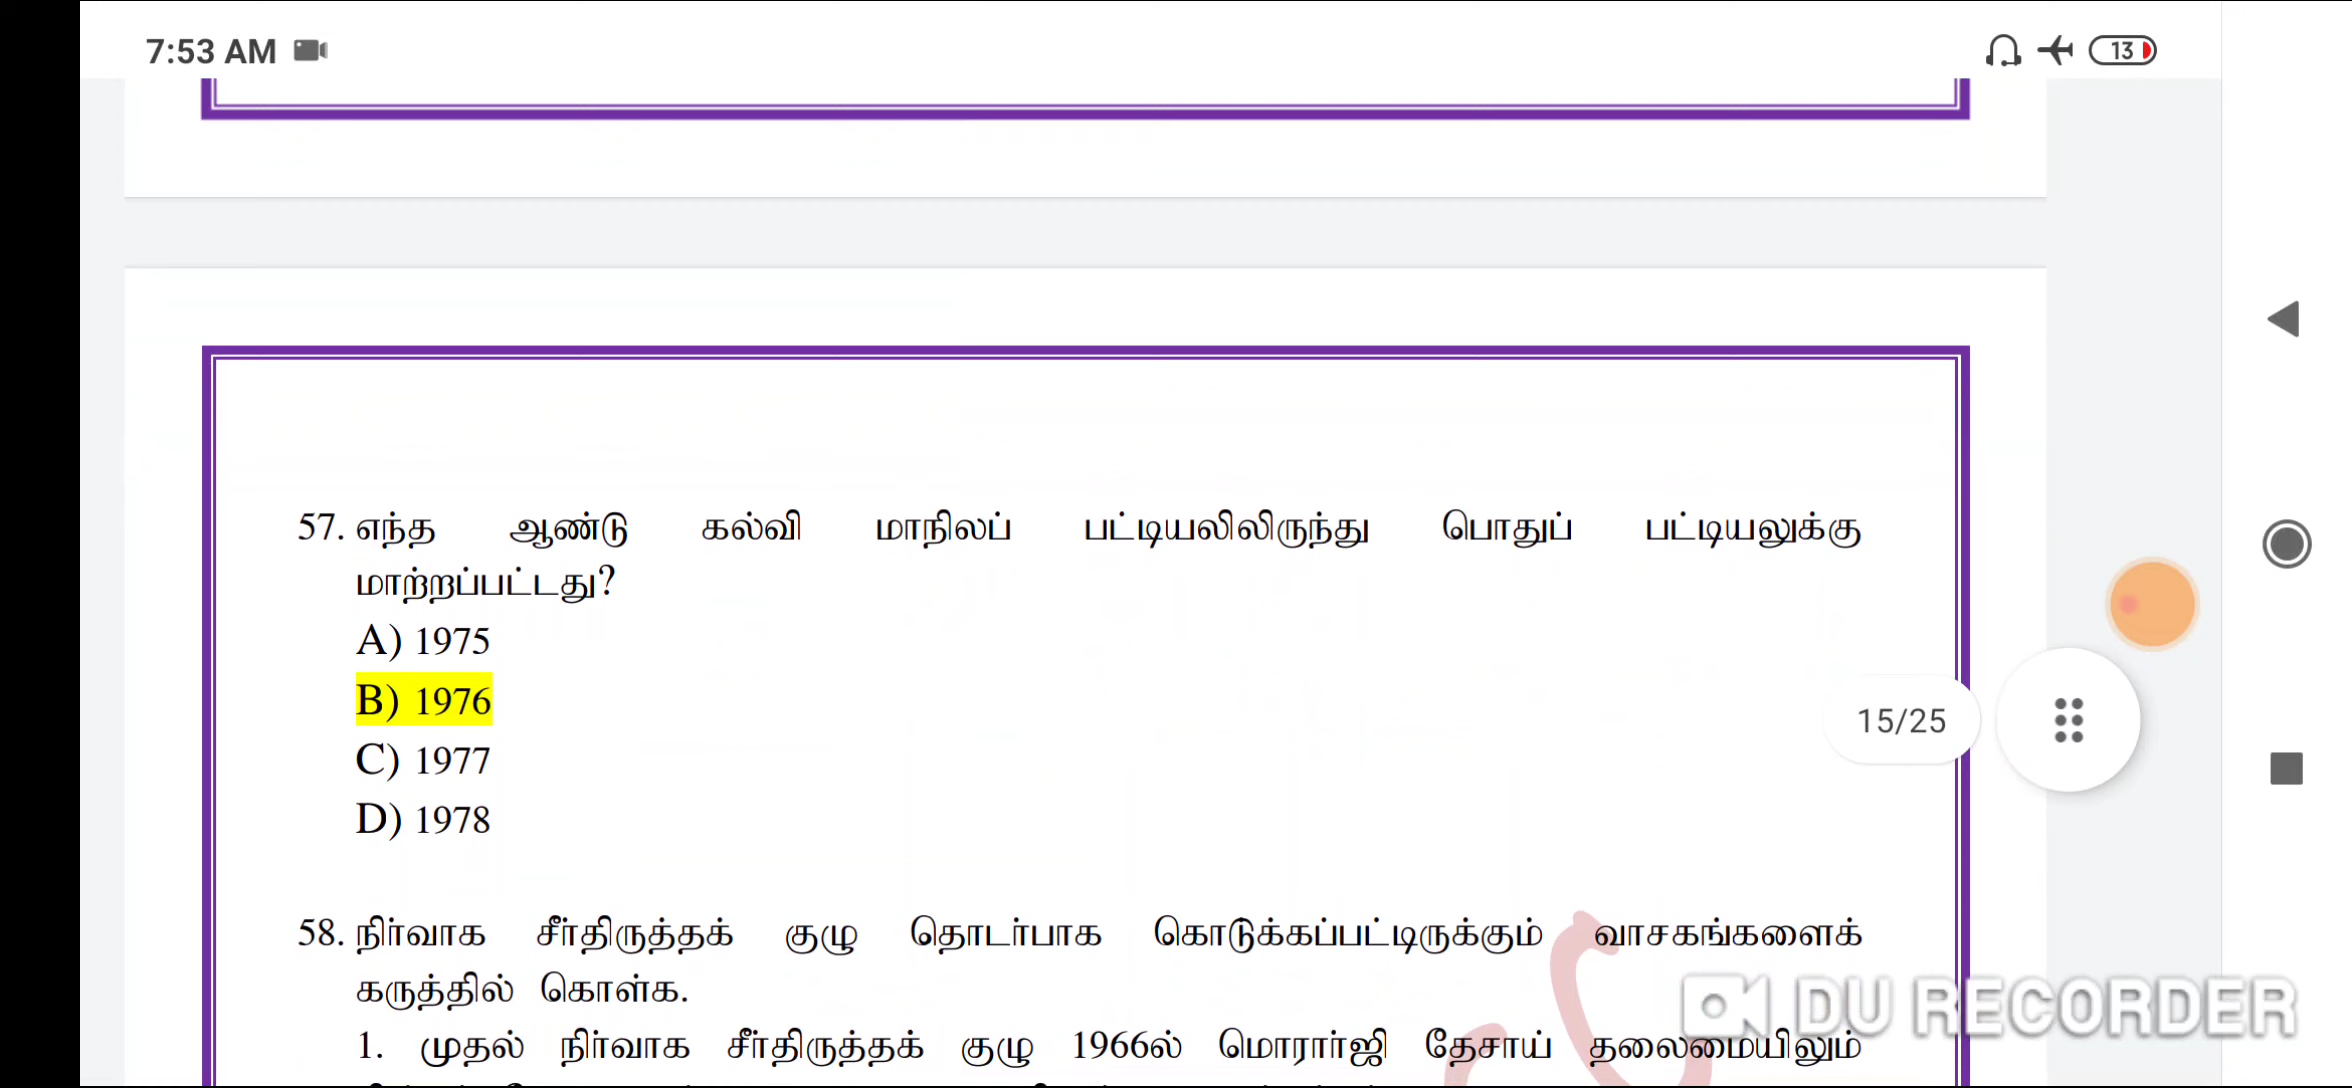 7:53 AM
13
57. எந்த ஆண்டு கல்வி மாநிலப் பட்டியலிலிருந்து பொதுப் பட்டியலுக்கு
மாற்றப்பட்டது?
A) 1975
B) 1976
15/25
C) 1977
D) 1978
58. நிர்வாக சீர்திருத்தக் குழு தொடர்பாக கொடுக்கப்பட்டிருக்கும் வாசகங்களைக்
கருத்தில் கொள்க.
DU RECORDER
1. முதல் நிர்வாக சீர்திருத்தக் குழு 1966ல் மொரார்ஜி தேசாய் தலைமையிலும்